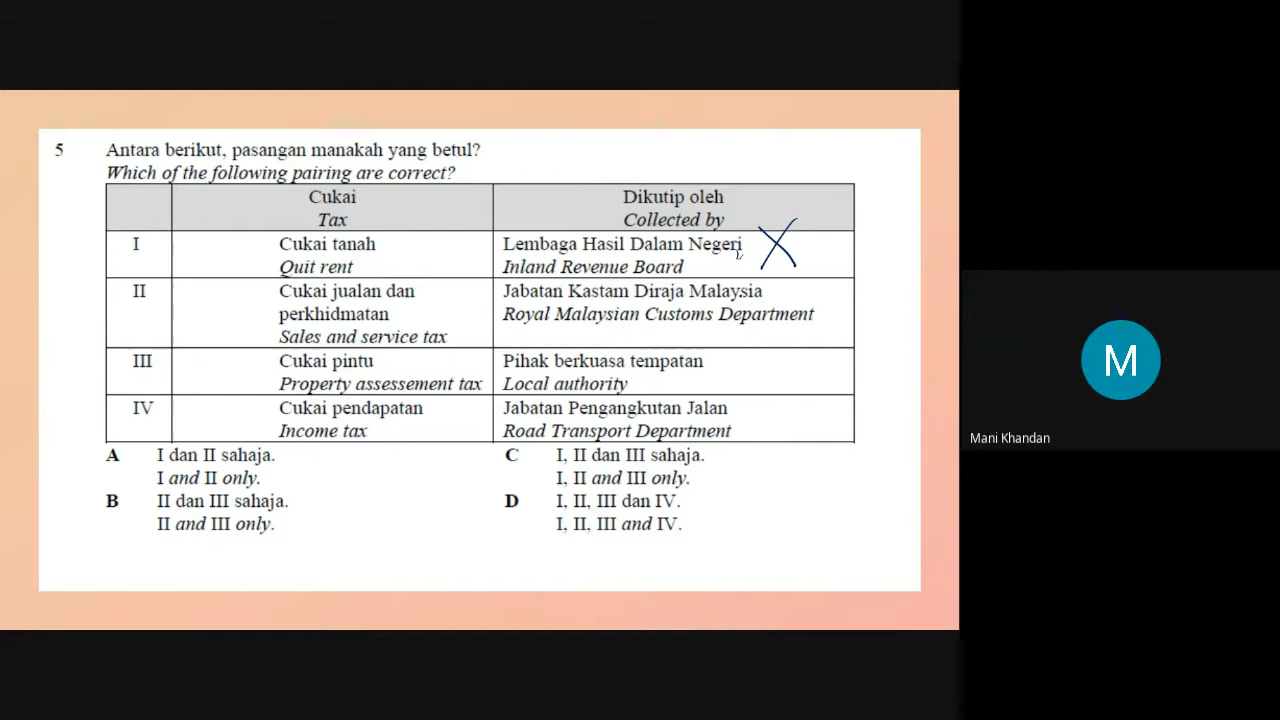 5 Antara berikut, pasangan manakah yang betul?
Which of the following pairing are correct?
Cukai Dikutip oleh
Tax Collected by
I Cukai tanah Lembaga Hasil Dalam Negeri
Quit rent Inland Revenue Board
II Cukai jualan dan Jabatan Kastam Diraja Malaysia
perkhidmatan Royal Malaysian Customs Department
Sales and service tax
III Cukai pintu Pihak berkuasa tempatan
Property assessement tax Local authority
IV Cukai pendapatan Jabatan Pengangkutan Jalan
Income tax Road Transport Department
A I dan II sahaja. C I, II dan III sahaja.
I and II only. I, II and III only.
B II dan III sahaja. D I, II, III dan IV.
II and III only. I, II, III and IV.
M
Mani Khandan